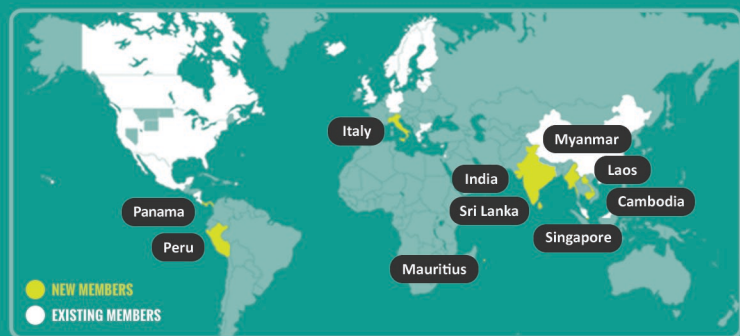 Italy
Myanmar
Laos
India
Cambodia
Sri Lanka
Panama
Singapore
Peru
Mauritius
NEW MEMBERS
EXISTING MEMBERS